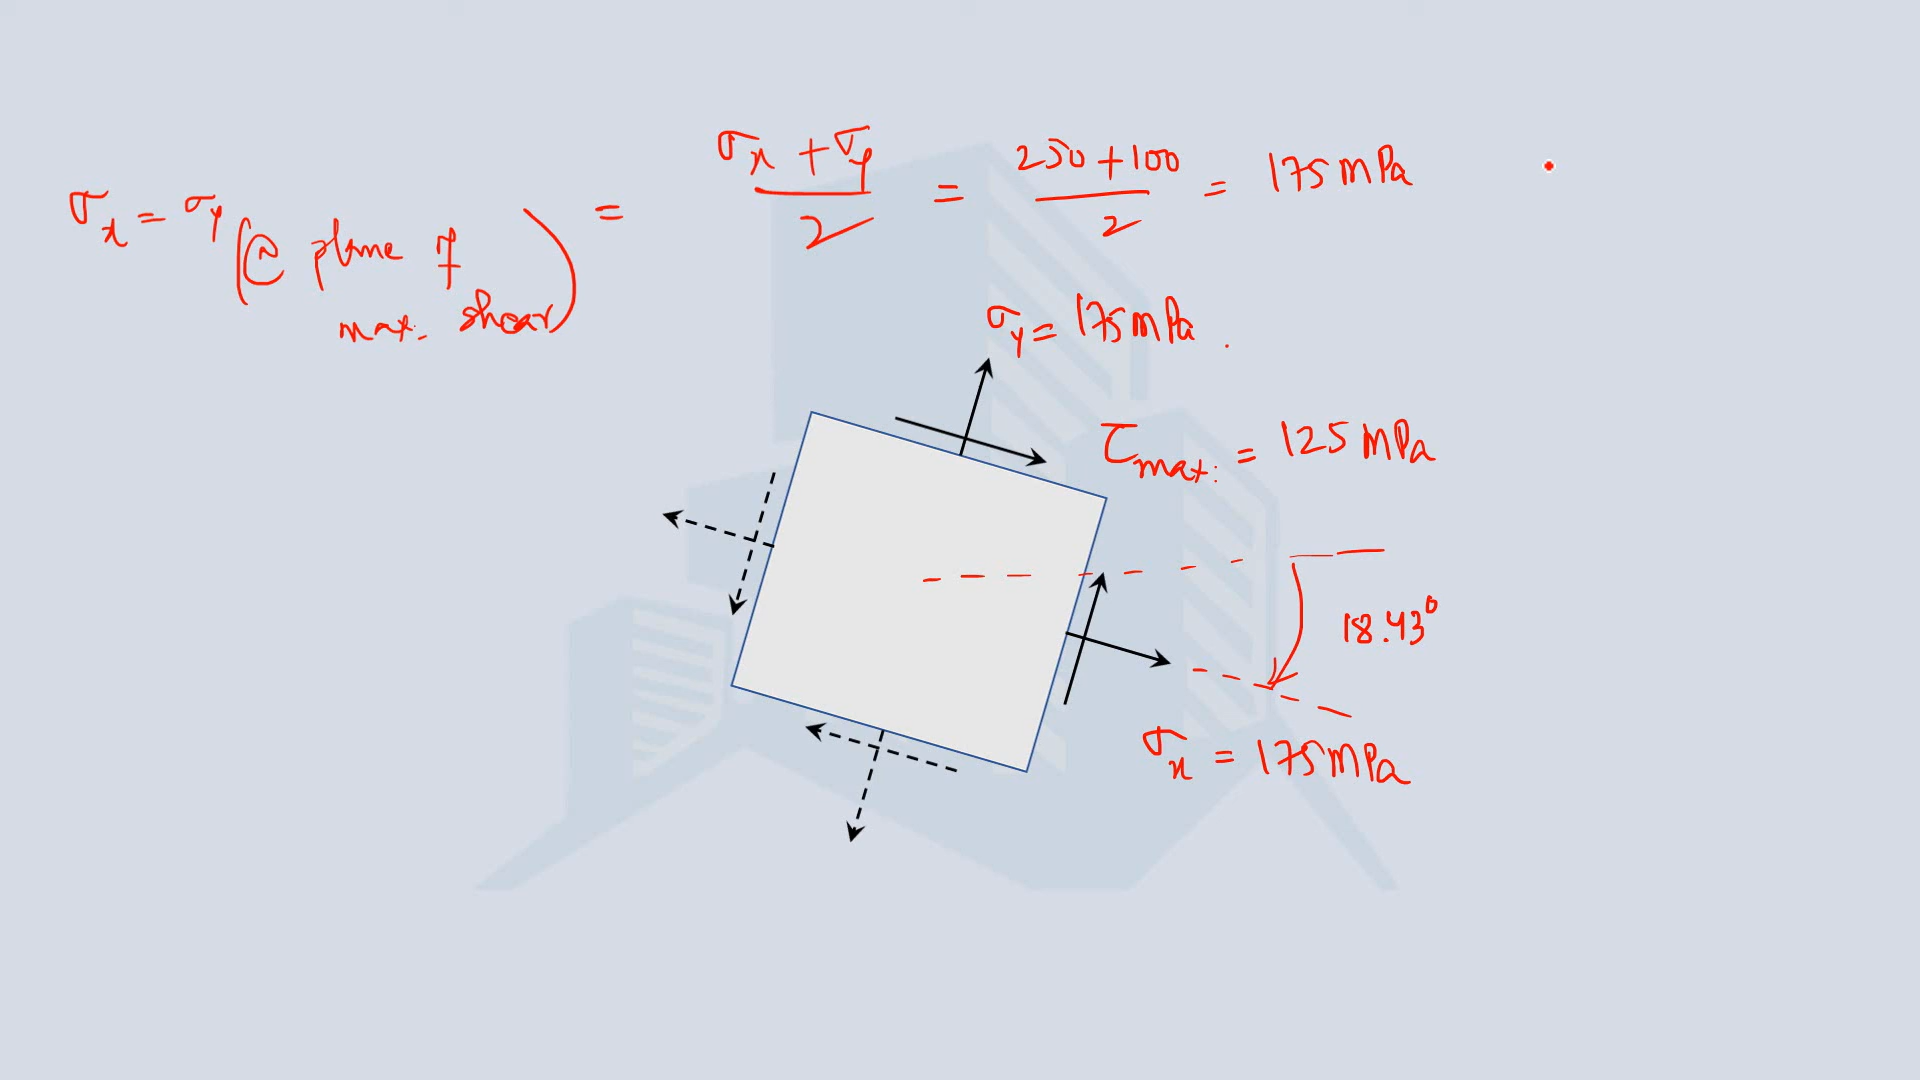 σx = σy (@ plane of max. shear) = σx + σy / 2 = 250 + 100 / 2 = 175 mPa
σy = 175 mPa .
τmax. = 125 mPa
18.43°
σx = 175 mPa